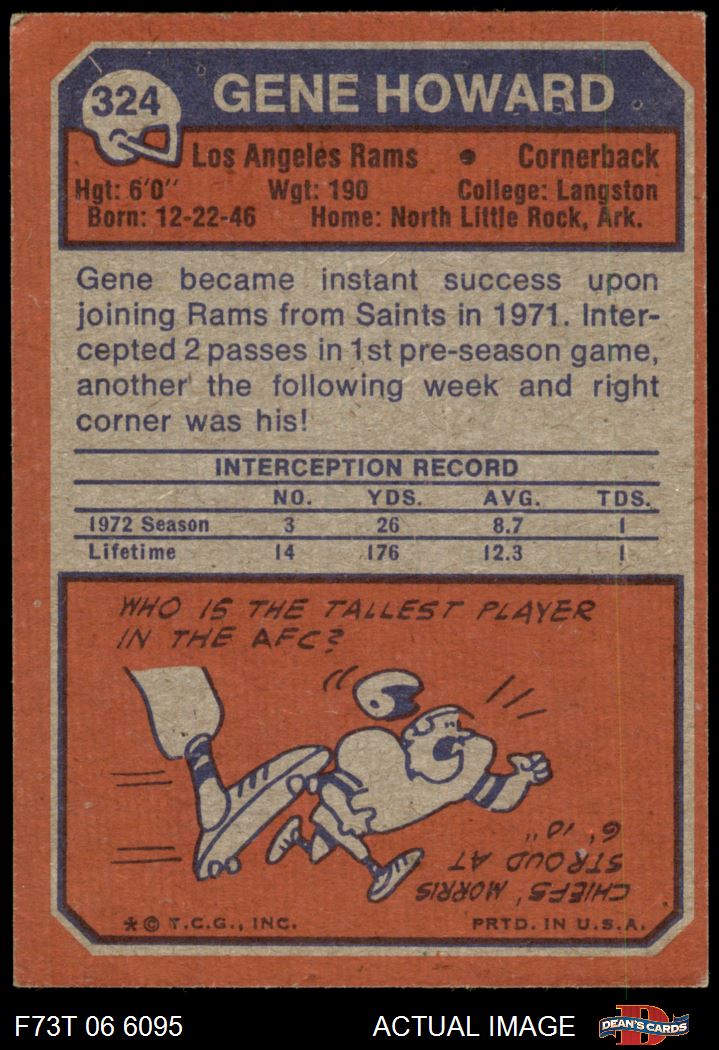 324
GENE HOWARD
Los Angeles Rams • Cornerback
Hgt: 6'0" Wgt: 190 College: Langston
Born: 12-22-46 Home: North Little Rock, Ark.
Gene became instant success upon
joining Rams from Saints in 1971. Inter-
cepted 2 passes in 1st pre-season game,
another the following week and right
corner was his!
INTERCEPTION RECORD
NO. YDS. AVG. TDS.
1972 Season 3 26 8.7 1
Lifetime 14 176 12.3 1
WHO IS THE TALLEST PLAYER
IN THE AFC?
CHIEFS' MORRIS
STROUD AT
6' 10"
*© T.C.G., INC. PRTD. IN U.S.A.
F73T 06 6095 ACTUAL IMAGE D DEAN'S CARDS